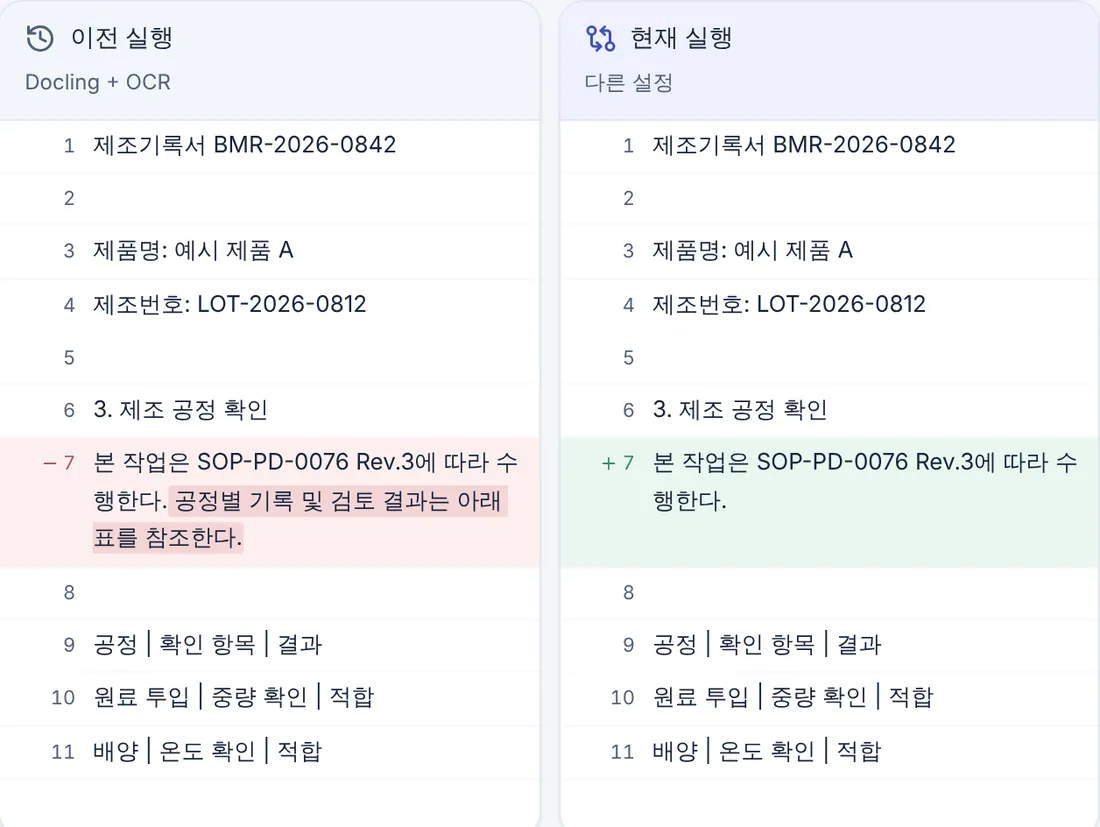 이전 실행
Docling + OCR
1 제조기록서 BMR-2026-0842
2
3 제품명: 예시 제품 A
4 제조번호: LOT-2026-0812
5
6 3. 제조 공정 확인
− 7 본 작업은 SOP-PD-0076 Rev.3에 따라 수
행한다. 공정별 기록 및 검토 결과는 아래
표를 참조한다.
8
9 공정 | 확인 항목 | 결과
10 원료 투입 | 중량 확인 | 적합
11 배양 | 온도 확인 | 적합
현재 실행
다른 설정
1 제조기록서 BMR-2026-0842
2
3 제품명: 예시 제품 A
4 제조번호: LOT-2026-0812
5
6 3. 제조 공정 확인
+ 7 본 작업은 SOP-PD-0076 Rev.3에 따라 수
행한다.
8
9 공정 | 확인 항목 | 결과
10 원료 투입 | 중량 확인 | 적합
11 배양 | 온도 확인 | 적합